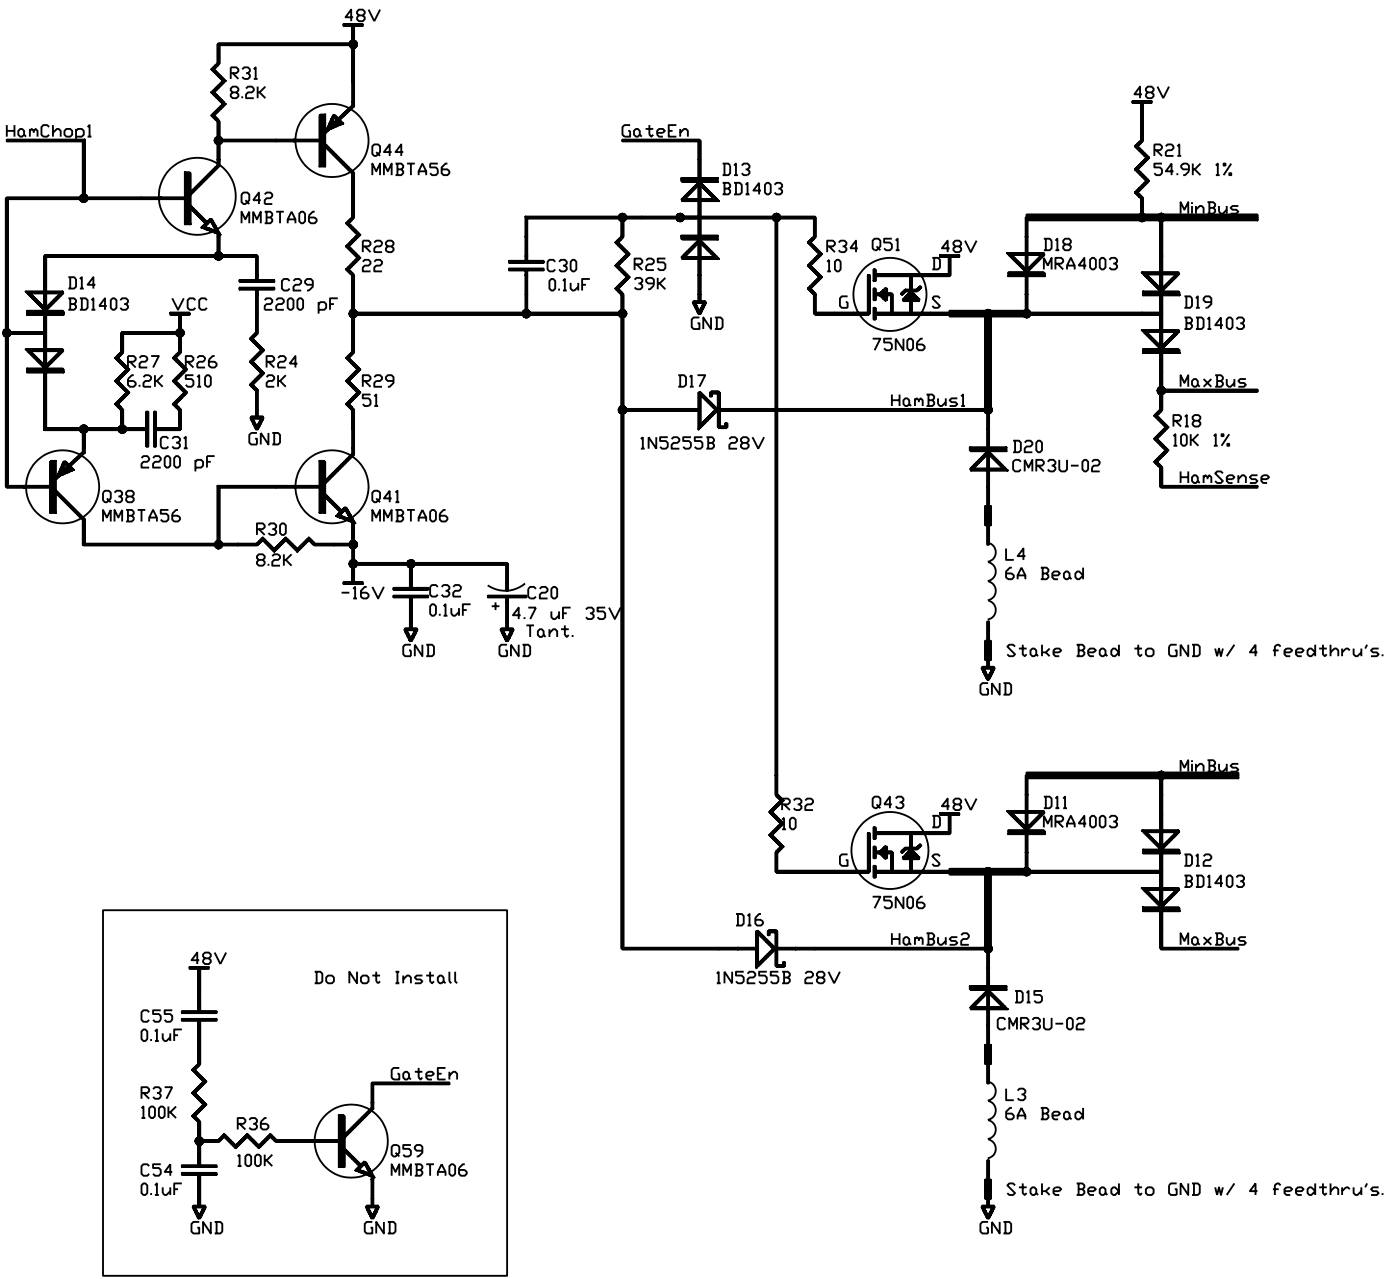 48V
R31
8.2K
HamChop1
Q44
MMBTA56
Q42
MMBTA06
R28
22
D14
BD1403
C29
2200 pF
VCC
R27
6.2K
R26
510
R24
2K
GND
C31
2200 pF
R29
51
Q38
MMBTA56
Q41
MMBTA06
R30
8.2K
-16V
C32
0.1uF
GND
C20
+
4.7 uF 35V
Tant.
GND
GateEn
D13
BD1403
C30
0.1uF
R25
39K
GND
R34
10
Q51
48V
D
G
S
75N06
D17
1N5255B 28V
HamBus1
48V
R21
54.9K 1%
MinBus
D18
MRA4003
D19
BD1403
MaxBus
R18
10K 1%
HamSense
D20
CMR3U-02
L4
6A Bead
Stake Bead to GND w/ 4 feedthru's.
GND
R32
10
Q43
48V
D
G
S
75N06
D16
1N5255B 28V
HamBus2
MinBus
D11
MRA4003
D12
BD1403
MaxBus
D15
CMR3U-02
L3
6A Bead
Stake Bead to GND w/ 4 feedthru's.
GND
48V
Do Not Install
C55
0.1uF
R37
100K
R36
100K
GateEn
Q59
MMBTA06
C54
0.1uF
GND
GND